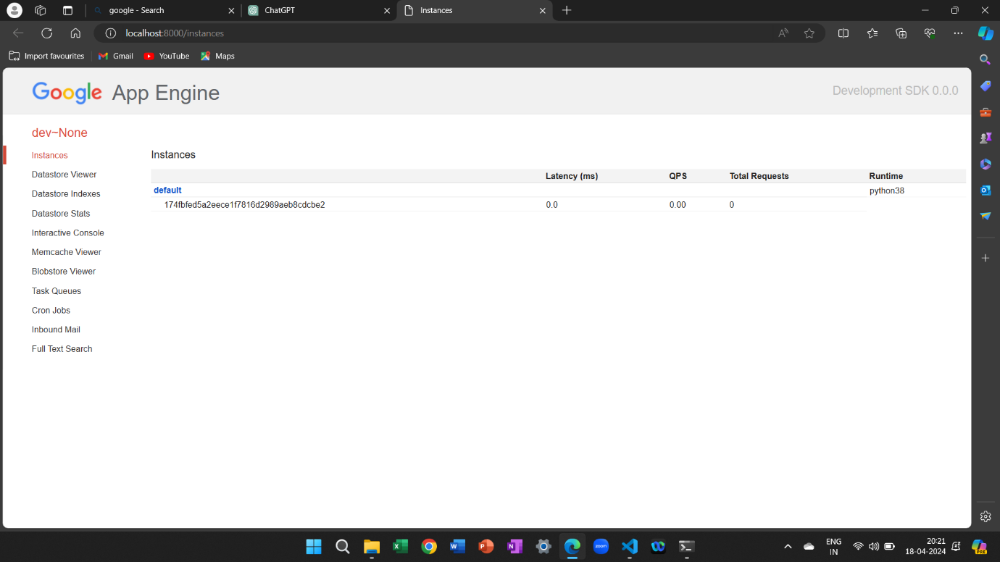 google - Search
ChatGPT
Instances
localhost:8000/instances
Import favourites
Gmail
YouTube
Maps
Google App Engine
Development SDK 0.0.0
dev~None
Instances
Datastore Viewer
Datastore Indexes
Datastore Stats
Interactive Console
Memcache Viewer
Blobstore Viewer
Task Queues
Cron Jobs
Inbound Mail
Full Text Search
Instances
Latency (ms) QPS Total Requests Runtime
default python38
174fbfed5a2eece1f7816d2989aeb8cdcbe2 0.0 0.00 0
zoom
ENG
IN
20:21
18-04-2024
PRE